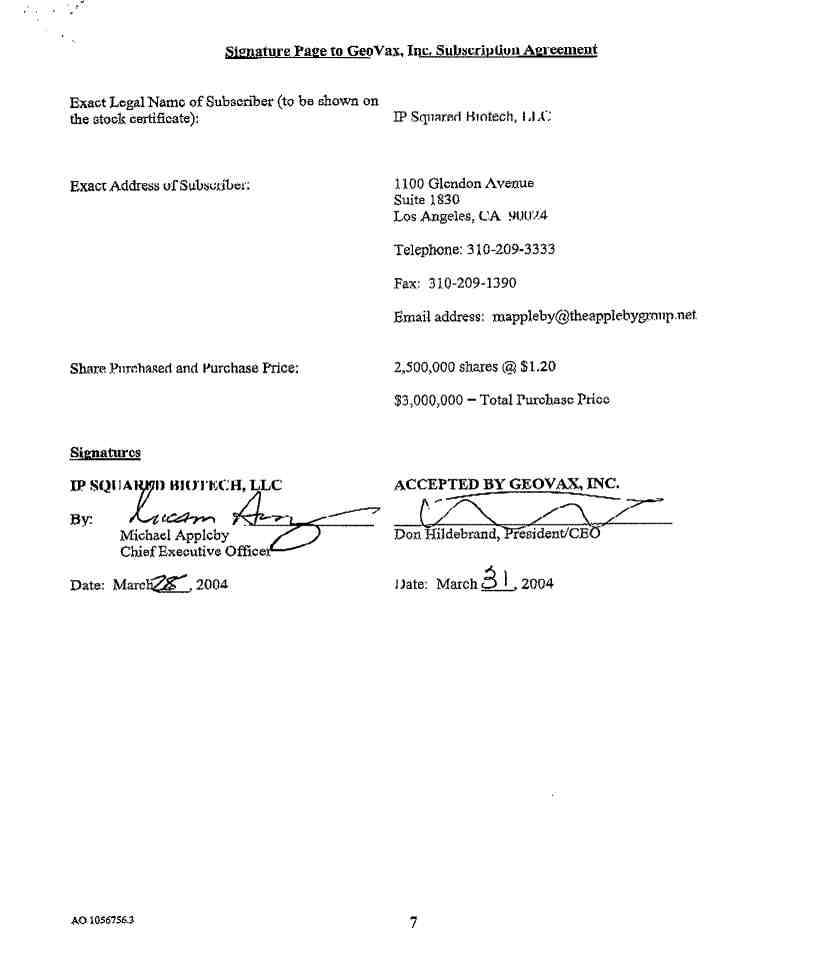 Signature Page to GeoVax, Inc. Subscription Agreement
Exact Legal Name of Subscriber (to be shown on
the stock certificate):
IP Squared Biotech, LLC
Exact Address of Subscriber:
1100 Glendon Avenue
Suite 1830
Los Angeles, CA 90024
Telephone: 310-209-3333
Fax: 310-209-1390
Email address: mappleby@theapplebygroup.net
Share Purchased and Purchase Price:
2,500,000 shares @ $1.20
$3,000,000 – Total Purchase Price
Signatures
IP SQUARED BIOTECH, LLC
By:
Michael Appleby
Chief Executive Officer
Date: March 28, 2004
ACCEPTED BY GEOVAX, INC.
Don Hildebrand, President/CEO
Date: March 31, 2004
AO 1056756.3
7